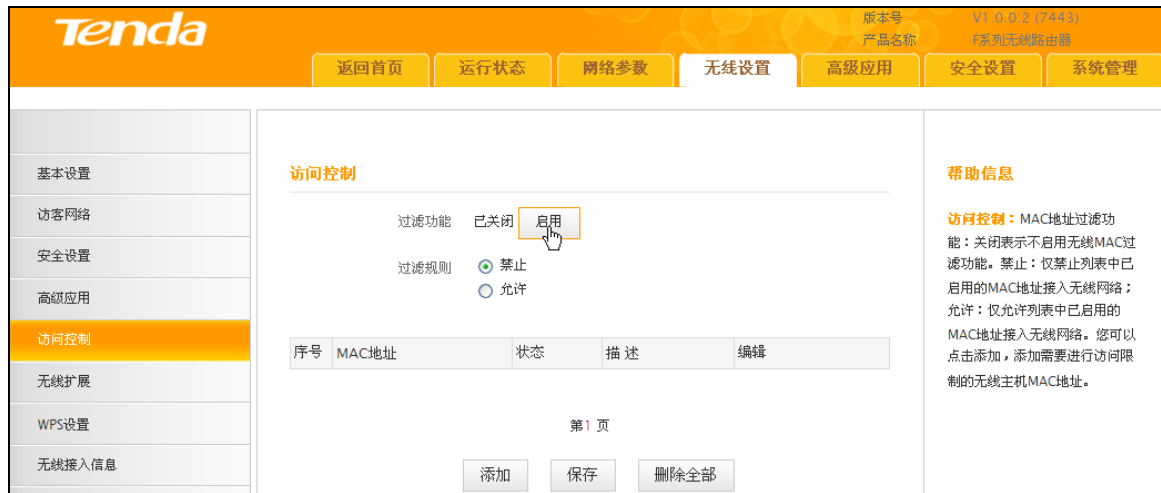 Tenda
版本号 V1.0.0.2 (7443)
产品名称 F系列无线路由器
返回首页 运行状态 网络参数 无线设置 高级应用 安全设置 系统管理
基本设置
访客网络
安全设置
高级应用
访问控制
无线扩展
WPS设置
无线接入信息
访问控制
过滤功能 已关闭 启用
过滤规则 禁止
允许
序号 MAC地址 状态 描述 编辑
第1 页
添加 保存 删除全部
帮助信息
访问控制：MAC地址过滤功
能：关闭表示不启用无线MAC过
滤功能。禁止：仅禁止列表中已
启用的MAC地址接入无线网络；
允许：仅允许列表中已启用的
MAC地址接入无线网络。您可以
点击添加，添加需要进行访问限
制的无线主机MAC地址。